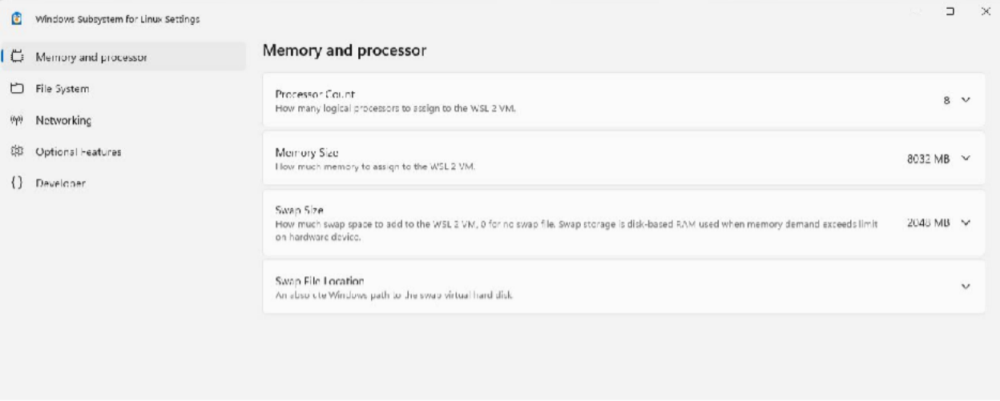 Windows Subsystem for Linux Settings
Memory and processor
File System
Networking
Optional Features
Developer
Memory and processor
Processor Count
How many logical processors to assign to the WSL 2 VM.
8
Memory Size
How much memory to assign to the WSL 2 VM.
8032 MB
Swap Size
How much swap space to add to the WSL 2 VM, 0 for no swap file. Swap storage is disk-based RAM used when memory demand exceeds limit
on hardware device.
2048 MB
Swap File Location
An absolute Windows path to the swap virtual hard disk.